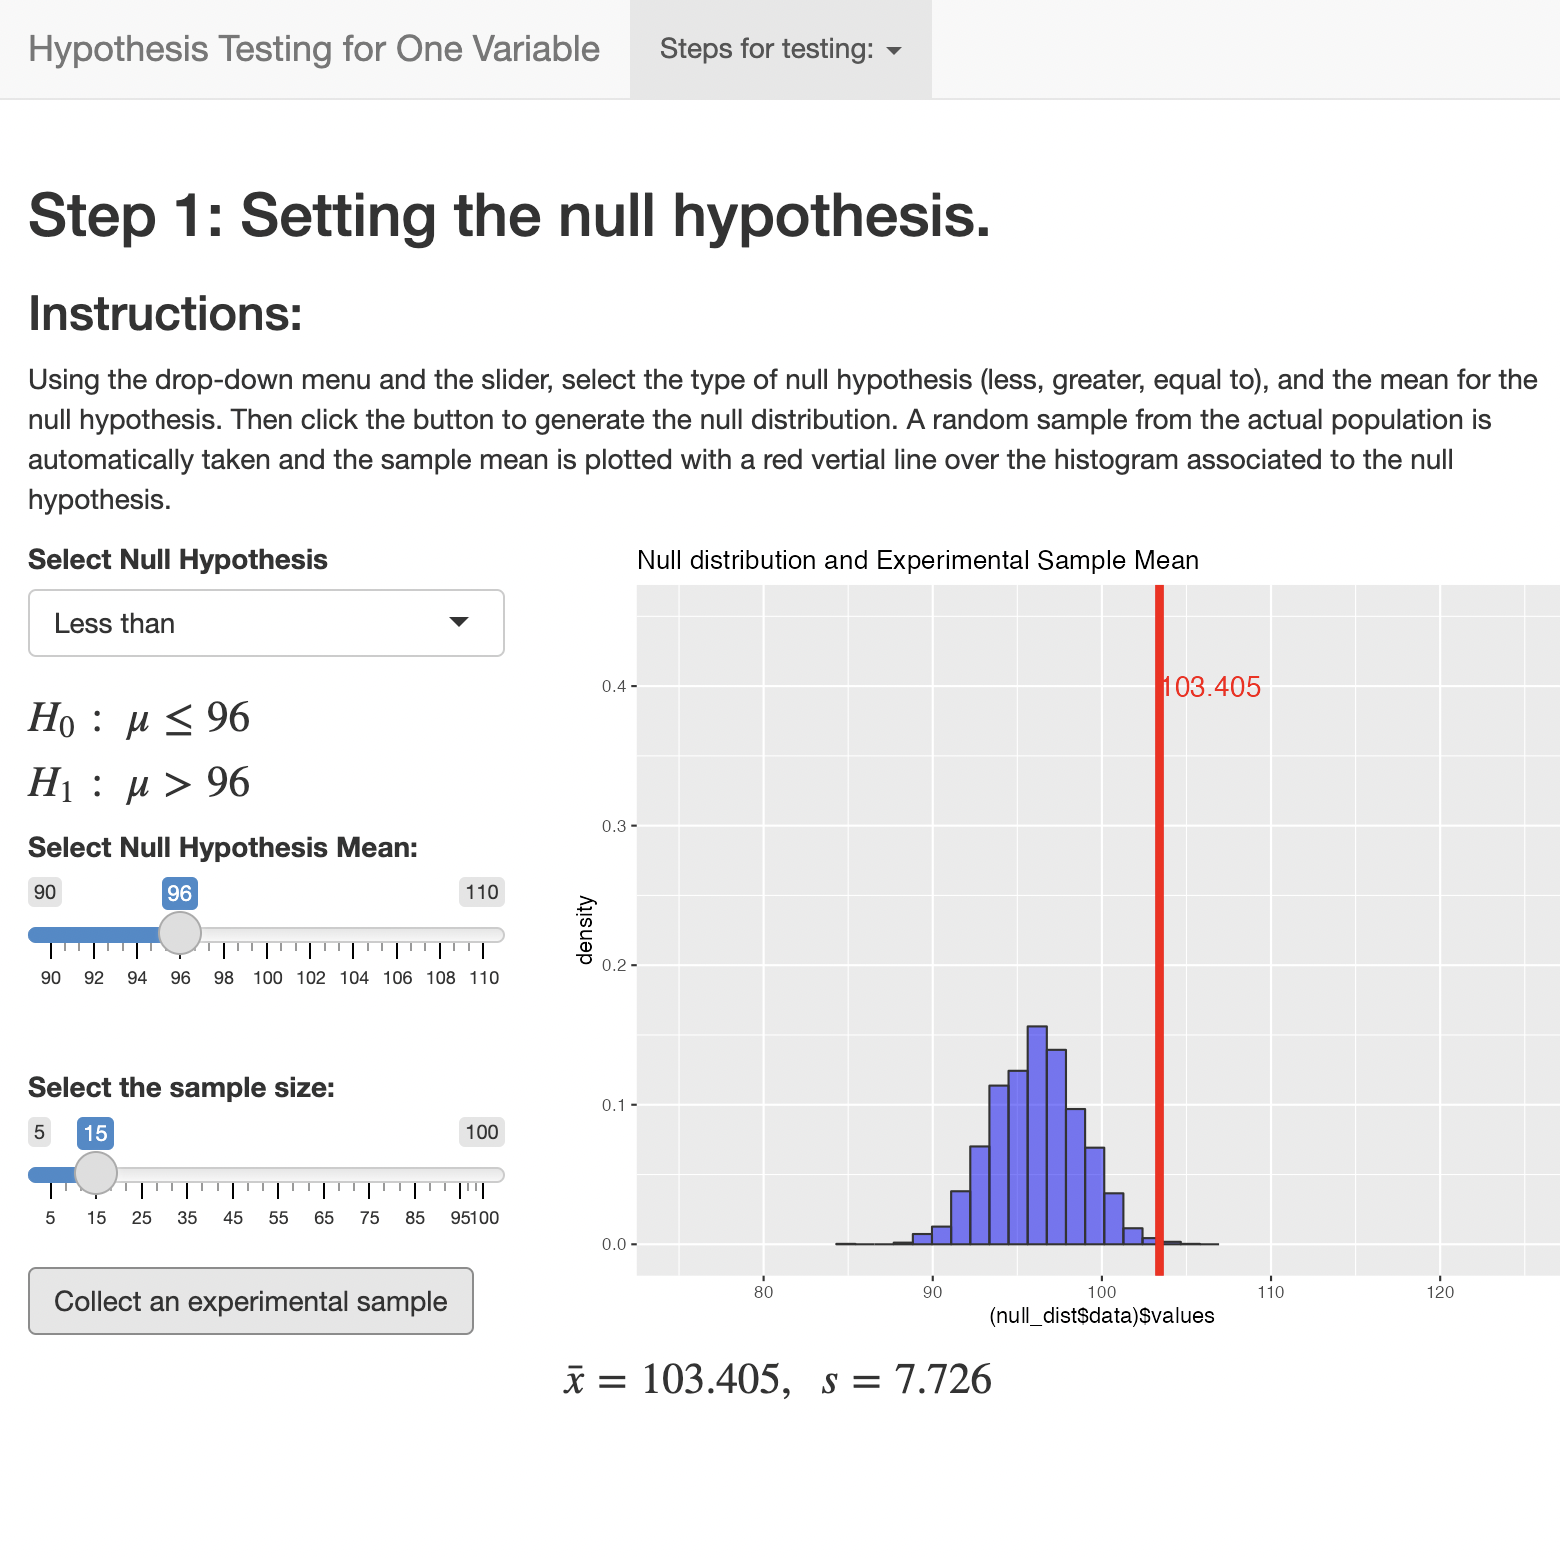 Hypothesis Testing for One Variable
Steps for testing:
Step 1: Setting the null hypothesis.
Instructions:
Using the drop-down menu and the slider, select the type of null hypothesis (less, greater, equal to), and the mean for the
null hypothesis. Then click the button to generate the null distribution. A random sample from the actual population is
automatically taken and the sample mean is plotted with a red vertial line over the histogram associated to the null
hypothesis.
Select Null Hypothesis
Less than
H₀ : μ ≤ 96
H₁ : μ > 96
Select Null Hypothesis Mean:
90 96 110
90 92 94 96 98 100 102 104 106 108 110
Select the sample size:
5 15 100
5 15 25 35 45 55 65 75 85 95 100
Collect an experimental sample
Null distribution and Experimental Sample Mean
103.405
0.4
0.3
density
0.2
0.1
0.0
80 90 100 110 120
(null_dist$data)$values
x̄ = 103.405, s = 7.726